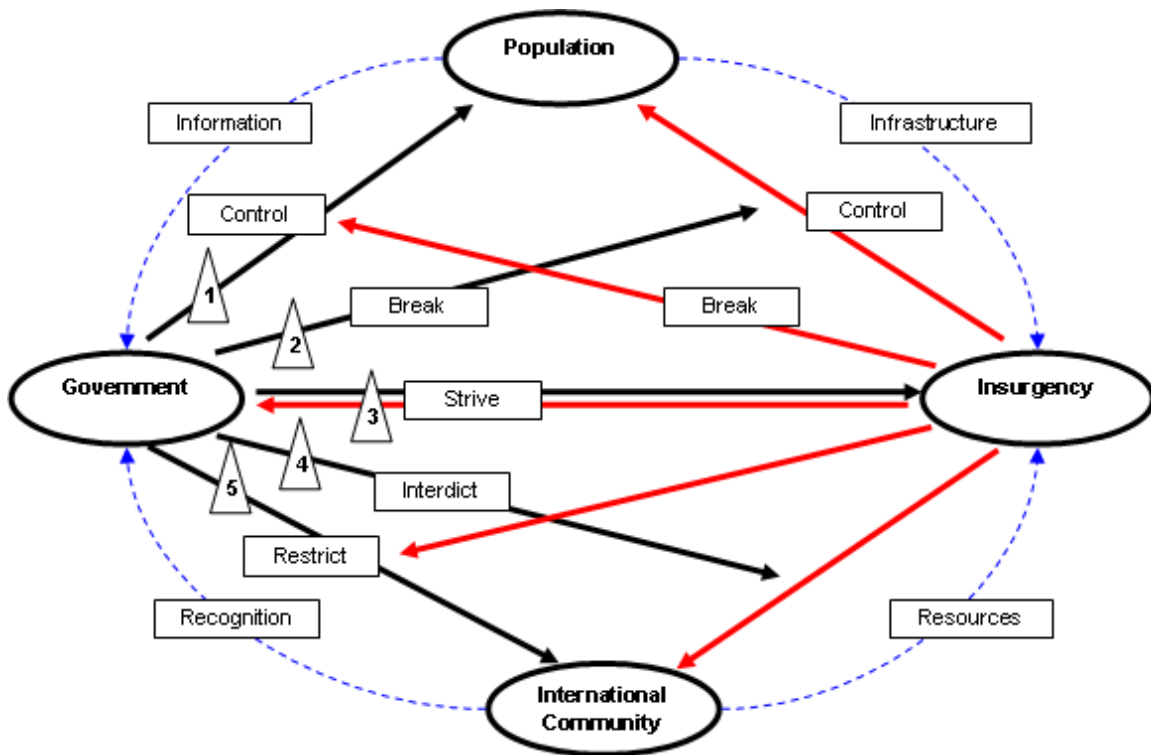 Population
Information
Infrastructure
Control
Control
1
Break
Break
2
Government
Insurgency
Strive
3
4
5
Interdict
Restrict
Recognition
Resources
International
Community